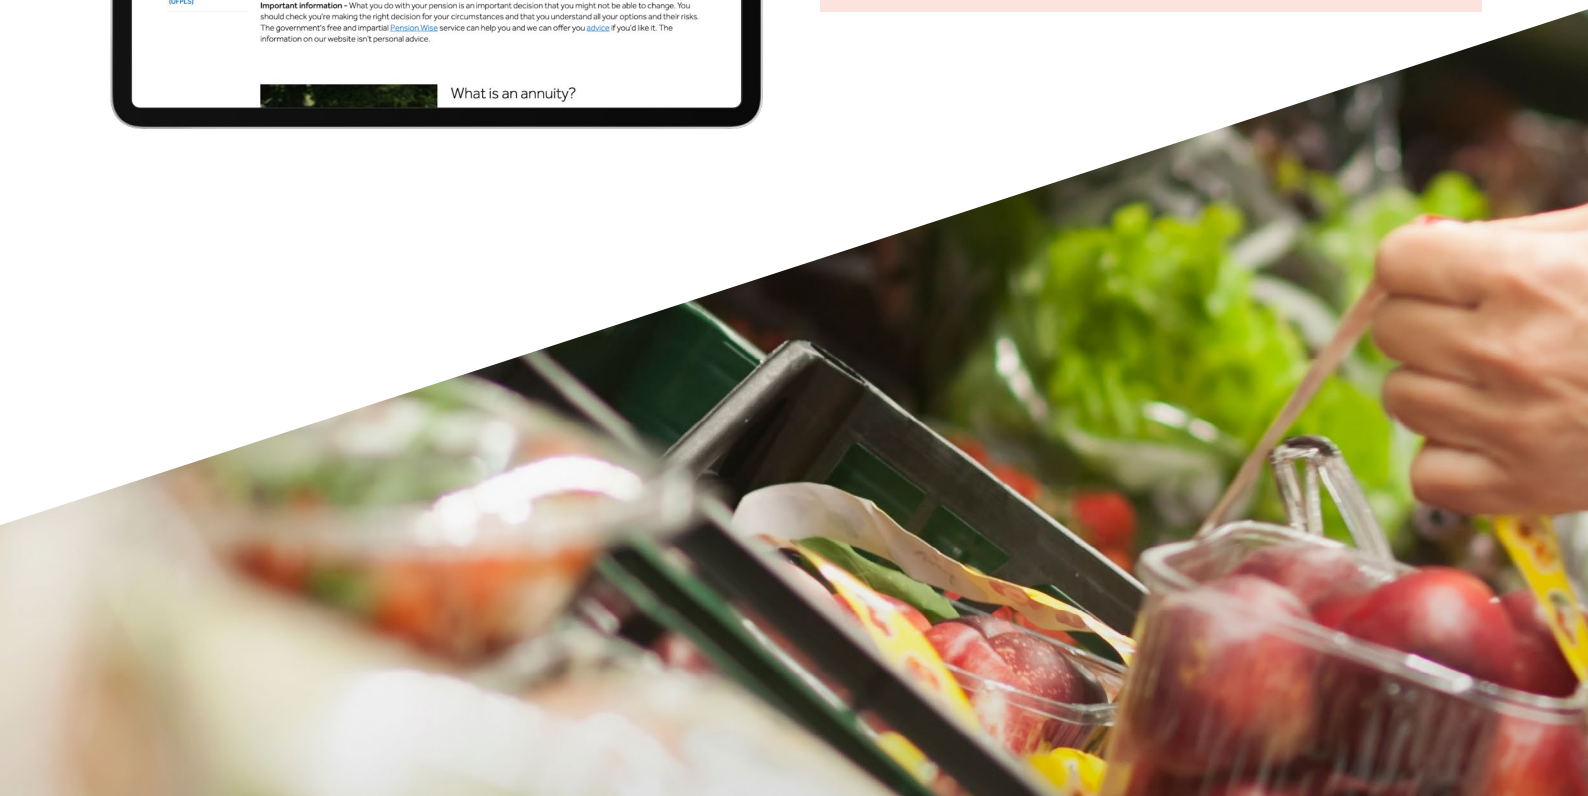 (UFPLS)
Important information - What you do with your pension is an important decision that you might not be able to change. You
should check you're making the right decision for your circumstances and that you understand all your options and their risks.
The government's free and impartial Pension Wise service can help you and we can offer you advice if you'd like it. The
information on our website isn't personal advice.
What is an annuity?